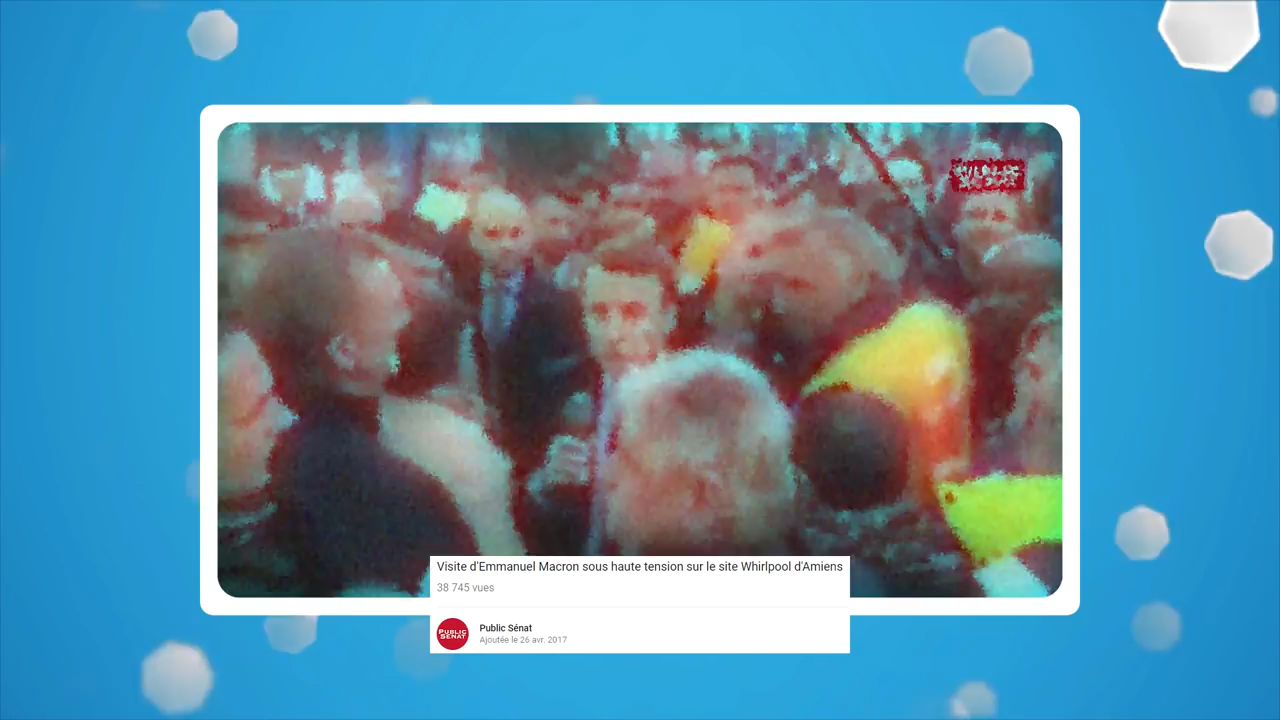 Visite d'Emmanuel Macron sous haute tension sur le site Whirlpool d'Amiens
38 745 vues
PUBLIC
SÉNAT
Public Sénat
Ajoutée le 26 avr. 2017